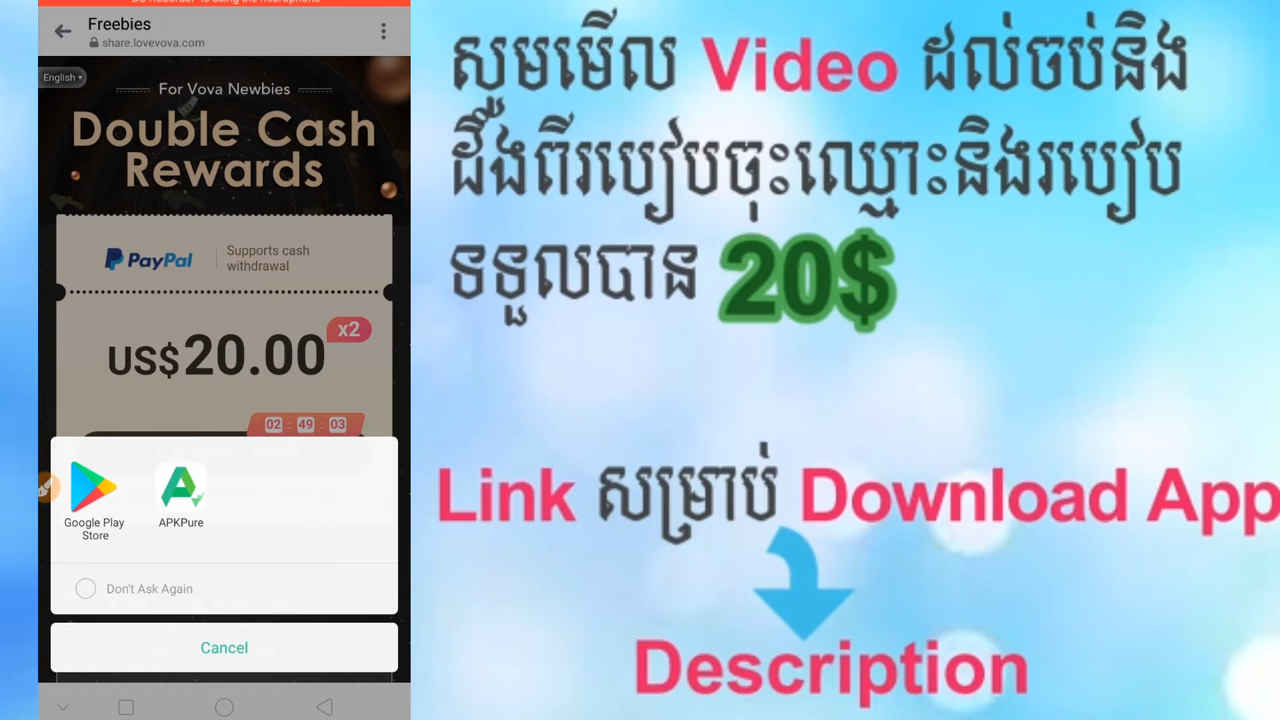 Freebies
share.lovevova.com
English
For Vova Newbies
Double Cash
Rewards
PayPal
Supports cash
withdrawal
US$20.00
x2
02 : 49 : 03
Google Play
Store
APKPure
Don't Ask Again
Cancel
សូមមើល Video ដល់ចប់និង
ដឹងពីរបៀបចុះឈ្មោះនិងរបៀប
ទទួលបាន 20$
Link សម្រាប់ Download App
Description